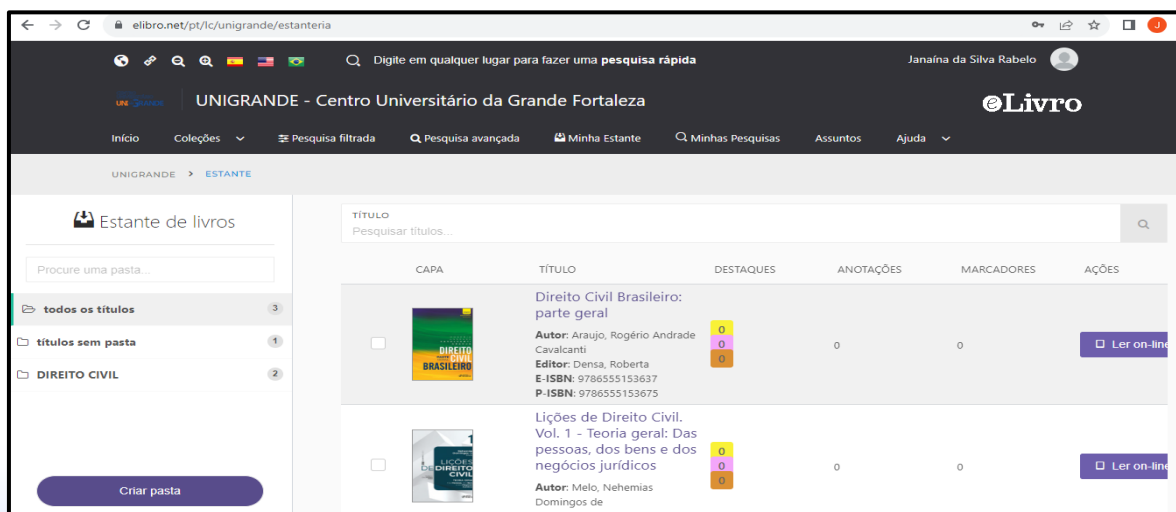 elibro.net/pt/lc/unigrande/estanteria
J
Digite em qualquer lugar para fazer uma pesquisa rápida
Janaína da Silva Rabelo
UNIGRANDE - Centro Universitário da Grande Fortaleza
eLivro
Início Coleções Pesquisa filtrada Pesquisa avançada Minha Estante Minhas Pesquisas Assuntos Ajuda
UNIGRANDE > ESTANTE
Estante de livros
Procure uma pasta...
todos os títulos 3
títulos sem pasta 1
DIREITO CIVIL 2
Criar pasta
TÍTULO
Pesquisar títulos...
CAPA TÍTULO DESTAQUES ANOTAÇÕES MARCADORES AÇÕES
DIREITO
CIVIL
BRASILEIRO
Direito Civil Brasileiro:
parte geral
Autor: Araujo, Rogério Andrade
Cavalcanti
Editor: Densa, Roberta
E-ISBN: 9786555153637
P-ISBN: 9786555153675
0
0
0
0
0
Ler on-line
1
LIÇÕES
DE DIREITO
CIVIL
Lições de Direito Civil.
Vol. 1 - Teoria geral: Das
pessoas, dos bens e dos
negócios jurídicos
Autor: Melo, Nehemias
Domingos de
0
0
0
0
0
Ler on-line